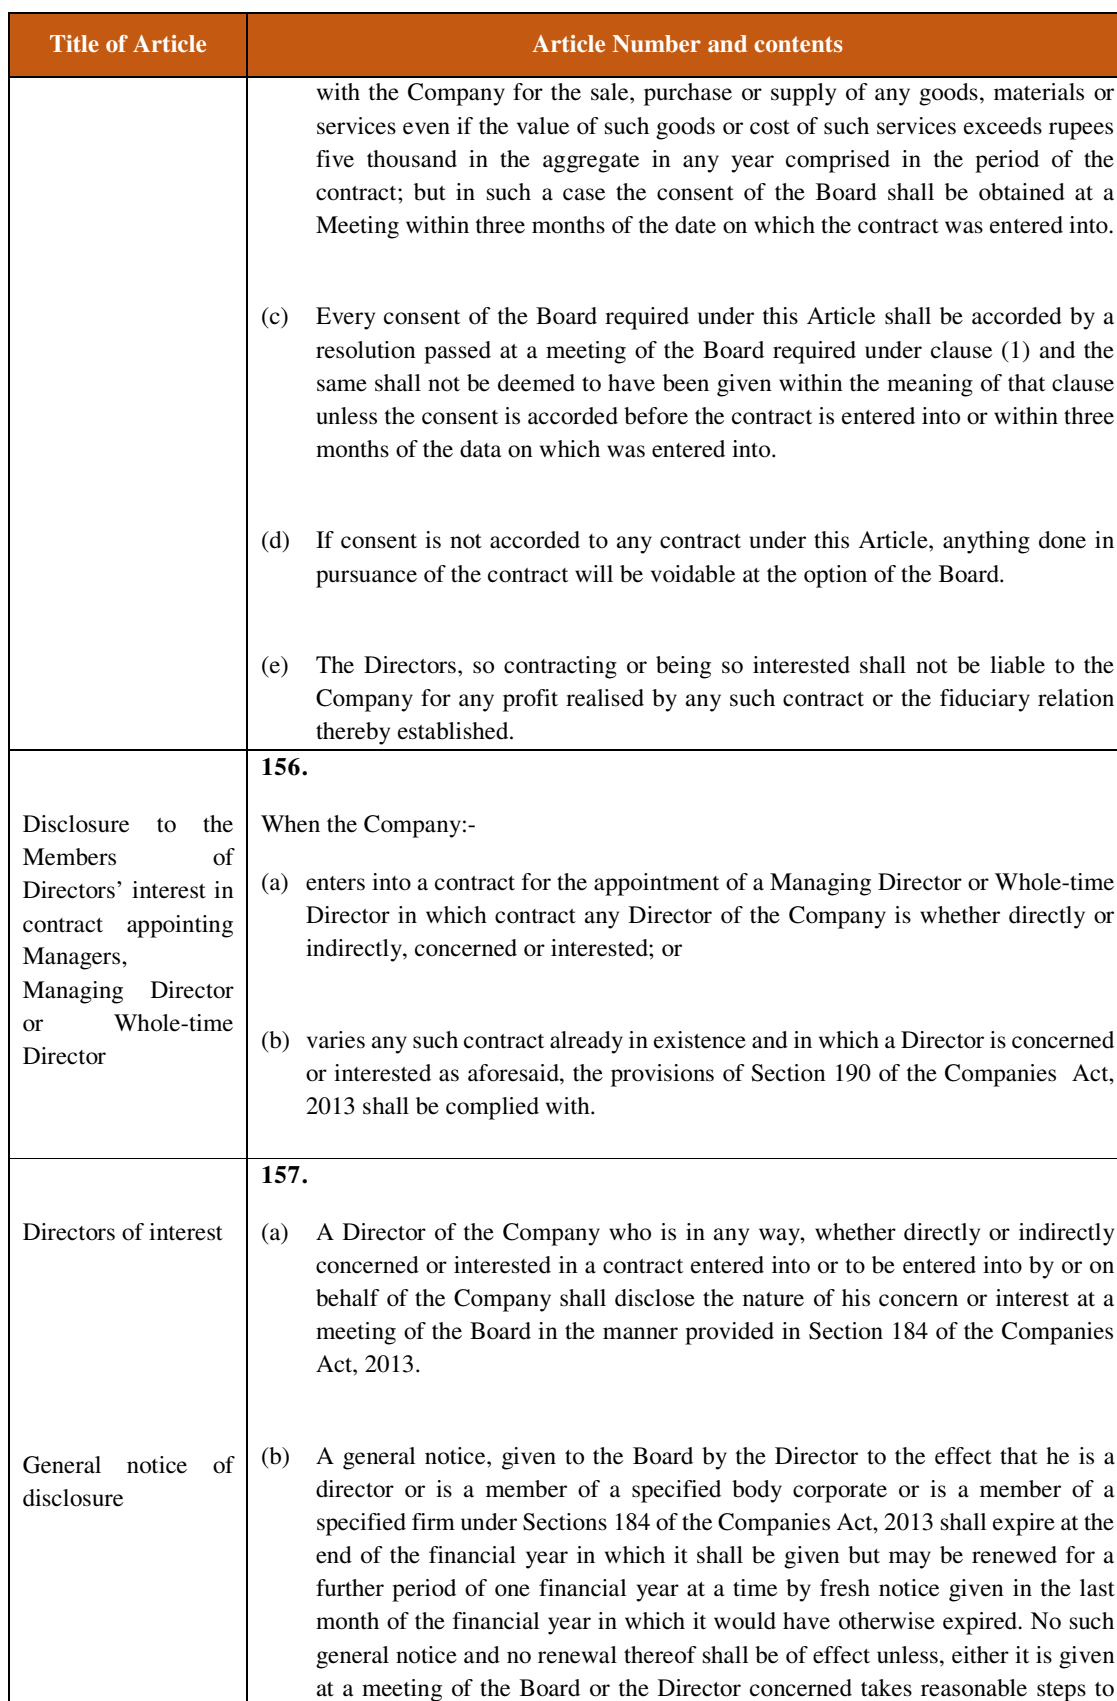 Title of Article
Article Number and contents
with the Company for the sale, purchase or supply of any goods, materials or
services even if the value of such goods or cost of such services exceeds rupees
five thousand in the aggregate in any year comprised in the period of the
contract; but in such a case the consent of the Board shall be obtained at a
Meeting within three months of the date on which the contract was entered into.
(c) Every consent of the Board required under this Article shall be accorded by a
resolution passed at a meeting of the Board required under clause (1) and the
same shall not be deemed to have been given within the meaning of that clause
unless the consent is accorded before the contract is entered into or within three
months of the data on which was entered into.
(d) If consent is not accorded to any contract under this Article, anything done in
pursuance of the contract will be voidable at the option of the Board.
(e) The Directors, so contracting or being so interested shall not be liable to the
Company for any profit realised by any such contract or the fiduciary relation
thereby established.
Disclosure to the
Members of
Directors’ interest in
contract appointing
Managers,
Managing Director
or Whole-time
Director
156.
When the Company:-
(a) enters into a contract for the appointment of a Managing Director or Whole-time
Director in which contract any Director of the Company is whether directly or
indirectly, concerned or interested; or
(b) varies any such contract already in existence and in which a Director is concerned
or interested as aforesaid, the provisions of Section 190 of the Companies Act,
2013 shall be complied with.
157.
Directors of interest
(a) A Director of the Company who is in any way, whether directly or indirectly
concerned or interested in a contract entered into or to be entered into by or on
behalf of the Company shall disclose the nature of his concern or interest at a
meeting of the Board in the manner provided in Section 184 of the Companies
Act, 2013.
General notice of
disclosure
(b) A general notice, given to the Board by the Director to the effect that he is a
director or is a member of a specified body corporate or is a member of a
specified firm under Sections 184 of the Companies Act, 2013 shall expire at the
end of the financial year in which it shall be given but may be renewed for a
further period of one financial year at a time by fresh notice given in the last
month of the financial year in which it would have otherwise expired. No such
general notice and no renewal thereof shall be of effect unless, either it is given
at a meeting of the Board or the Director concerned takes reasonable steps to